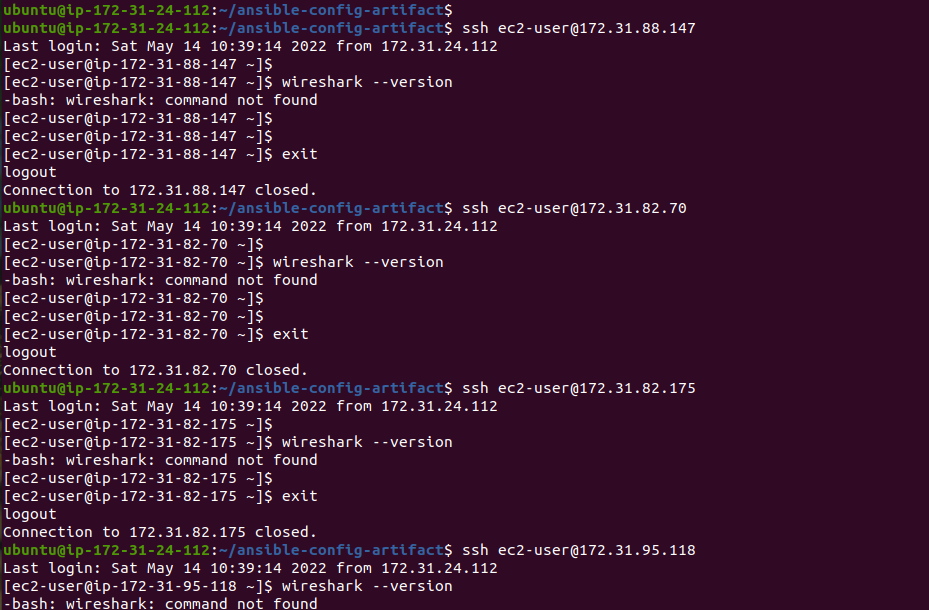 ubuntu@ip-172-31-24-112:~/ansible-config-artifact$
ubuntu@ip-172-31-24-112:~/ansible-config-artifact$ ssh ec2-user@172.31.88.147
Last login: Sat May 14 10:39:14 2022 from 172.31.24.112
[ec2-user@ip-172-31-88-147 ~]$
[ec2-user@ip-172-31-88-147 ~]$ wireshark --version
-bash: wireshark: command not found
[ec2-user@ip-172-31-88-147 ~]$
[ec2-user@ip-172-31-88-147 ~]$
[ec2-user@ip-172-31-88-147 ~]$ exit
logout
Connection to 172.31.88.147 closed.
ubuntu@ip-172-31-24-112:~/ansible-config-artifact$ ssh ec2-user@172.31.82.70
Last login: Sat May 14 10:39:14 2022 from 172.31.24.112
[ec2-user@ip-172-31-82-70 ~]$
[ec2-user@ip-172-31-82-70 ~]$ wireshark --version
-bash: wireshark: command not found
[ec2-user@ip-172-31-82-70 ~]$
[ec2-user@ip-172-31-82-70 ~]$
[ec2-user@ip-172-31-82-70 ~]$ exit
logout
Connection to 172.31.82.70 closed.
ubuntu@ip-172-31-24-112:~/ansible-config-artifact$ ssh ec2-user@172.31.82.175
Last login: Sat May 14 10:39:14 2022 from 172.31.24.112
[ec2-user@ip-172-31-82-175 ~]$
[ec2-user@ip-172-31-82-175 ~]$ wireshark --version
-bash: wireshark: command not found
[ec2-user@ip-172-31-82-175 ~]$
[ec2-user@ip-172-31-82-175 ~]$ exit
logout
Connection to 172.31.82.175 closed.
ubuntu@ip-172-31-24-112:~/ansible-config-artifact$ ssh ec2-user@172.31.95.118
Last login: Sat May 14 10:39:14 2022 from 172.31.24.112
[ec2-user@ip-172-31-95-118 ~]$ wireshark --version
-bash: wireshark: command not found